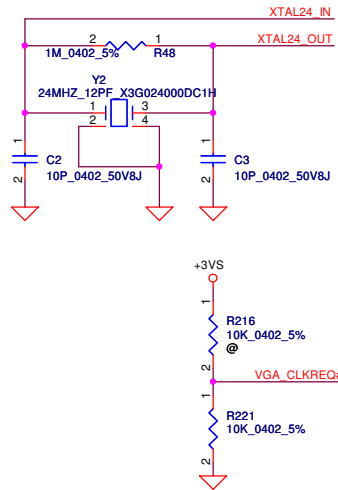 XTAL24_IN
2 1 XTAL24_OUT
1M_0402_5% R48
Y2
24MHZ_12PF_X3G024000DC1H
1 3
2 4
1 1
C2 C3
10P_0402_50V8J 10P_0402_50V8J
2 2
+3VS
1
R216
10K_0402_5%
@
2
VGA_CLKREQ#
1
R221
10K_0402_5%
2